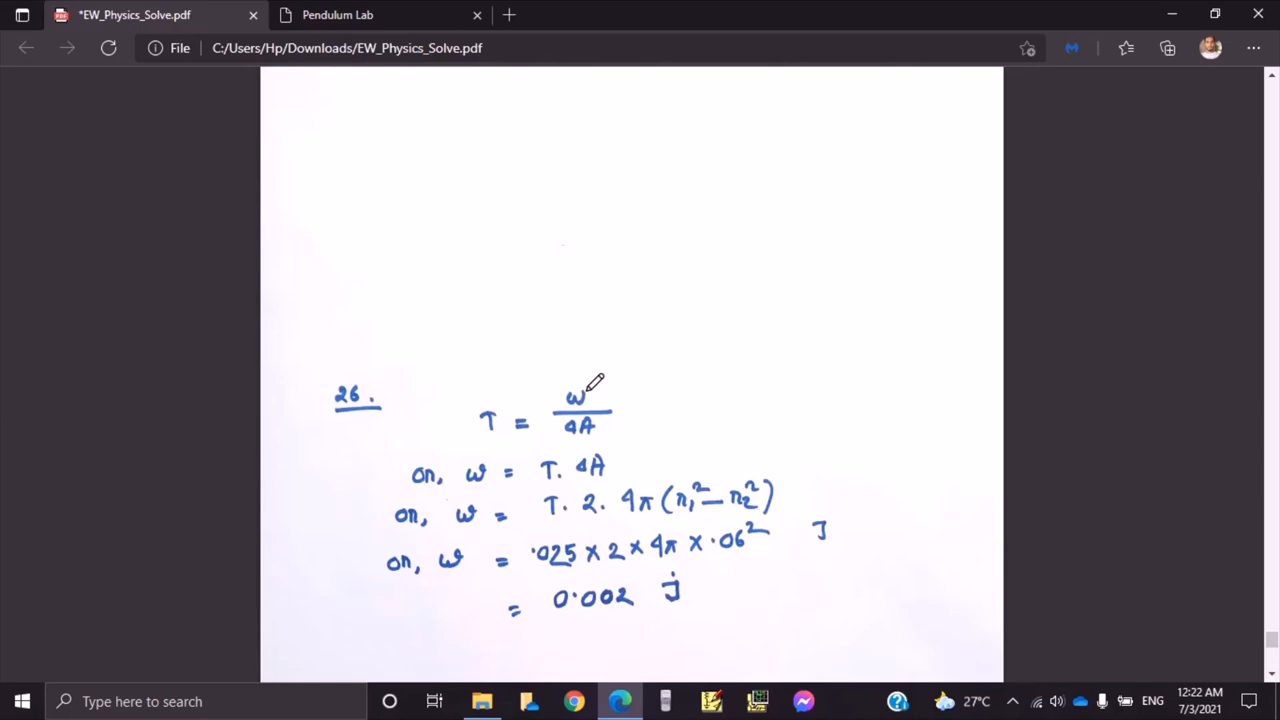 *EW_Physics_Solve.pdf
Pendulum Lab
File C:/Users/Hp/Downloads/EW_Physics_Solve.pdf
26.
T = W/ΔA
or, W = T. ΔA
or, W = T. 2. 4π(r₁² - r₂²)
or, W = .025 × 2 × 4π × .06² J
= 0.002 J
Type here to search
27°C
ENG
12:22 AM
7/3/2021